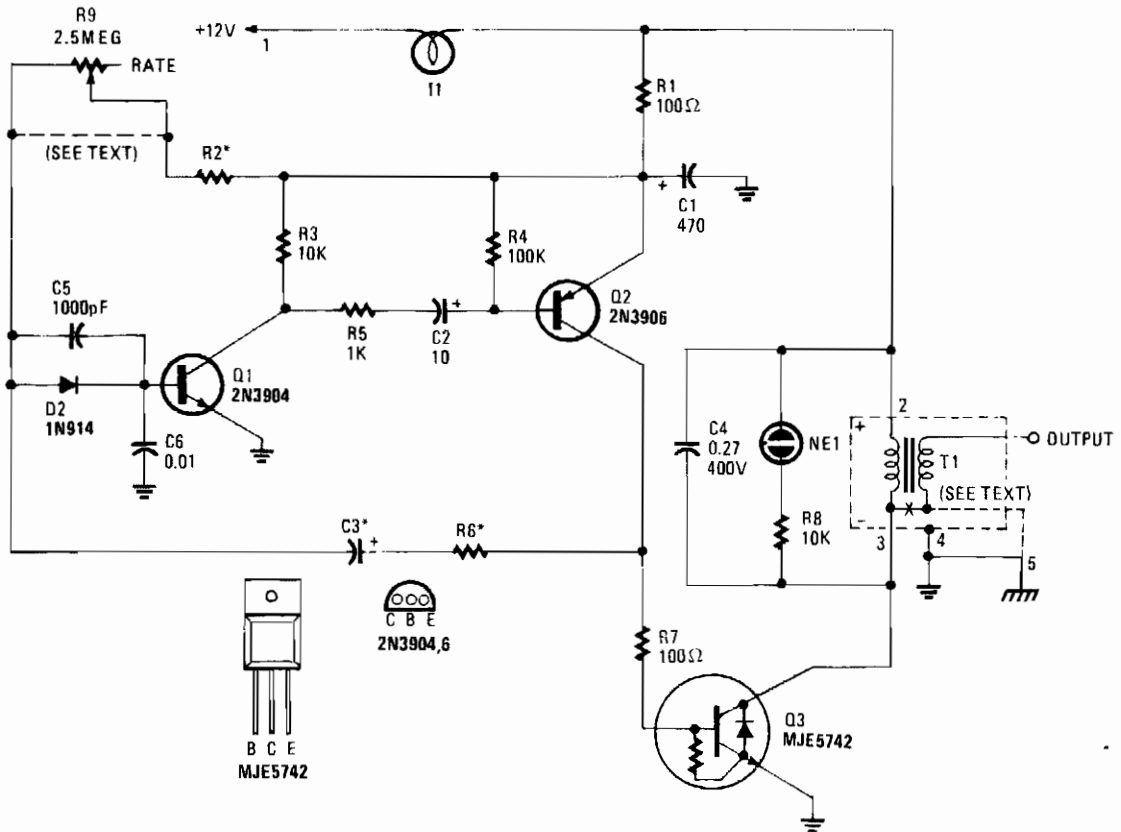 R9
2.5MEG
RATE
+12V
1
I1
R1
100Ω
(SEE TEXT)
R2*
+
C1
470
R3
10K
R4
100K
C5
1000pF
R5
1K
+
C2
10
Q2
2N3906
Q1
2N3904
D2
1N914
C6
0.01
C4
0.27
400V
NE1
R8
10K
2
+
T1
OUTPUT
(SEE TEXT)
X
-
3
4
5
C3*
+
R6*
C B E
2N3904,6
R7
100Ω
B C E
MJE5742
Q3
MJE5742